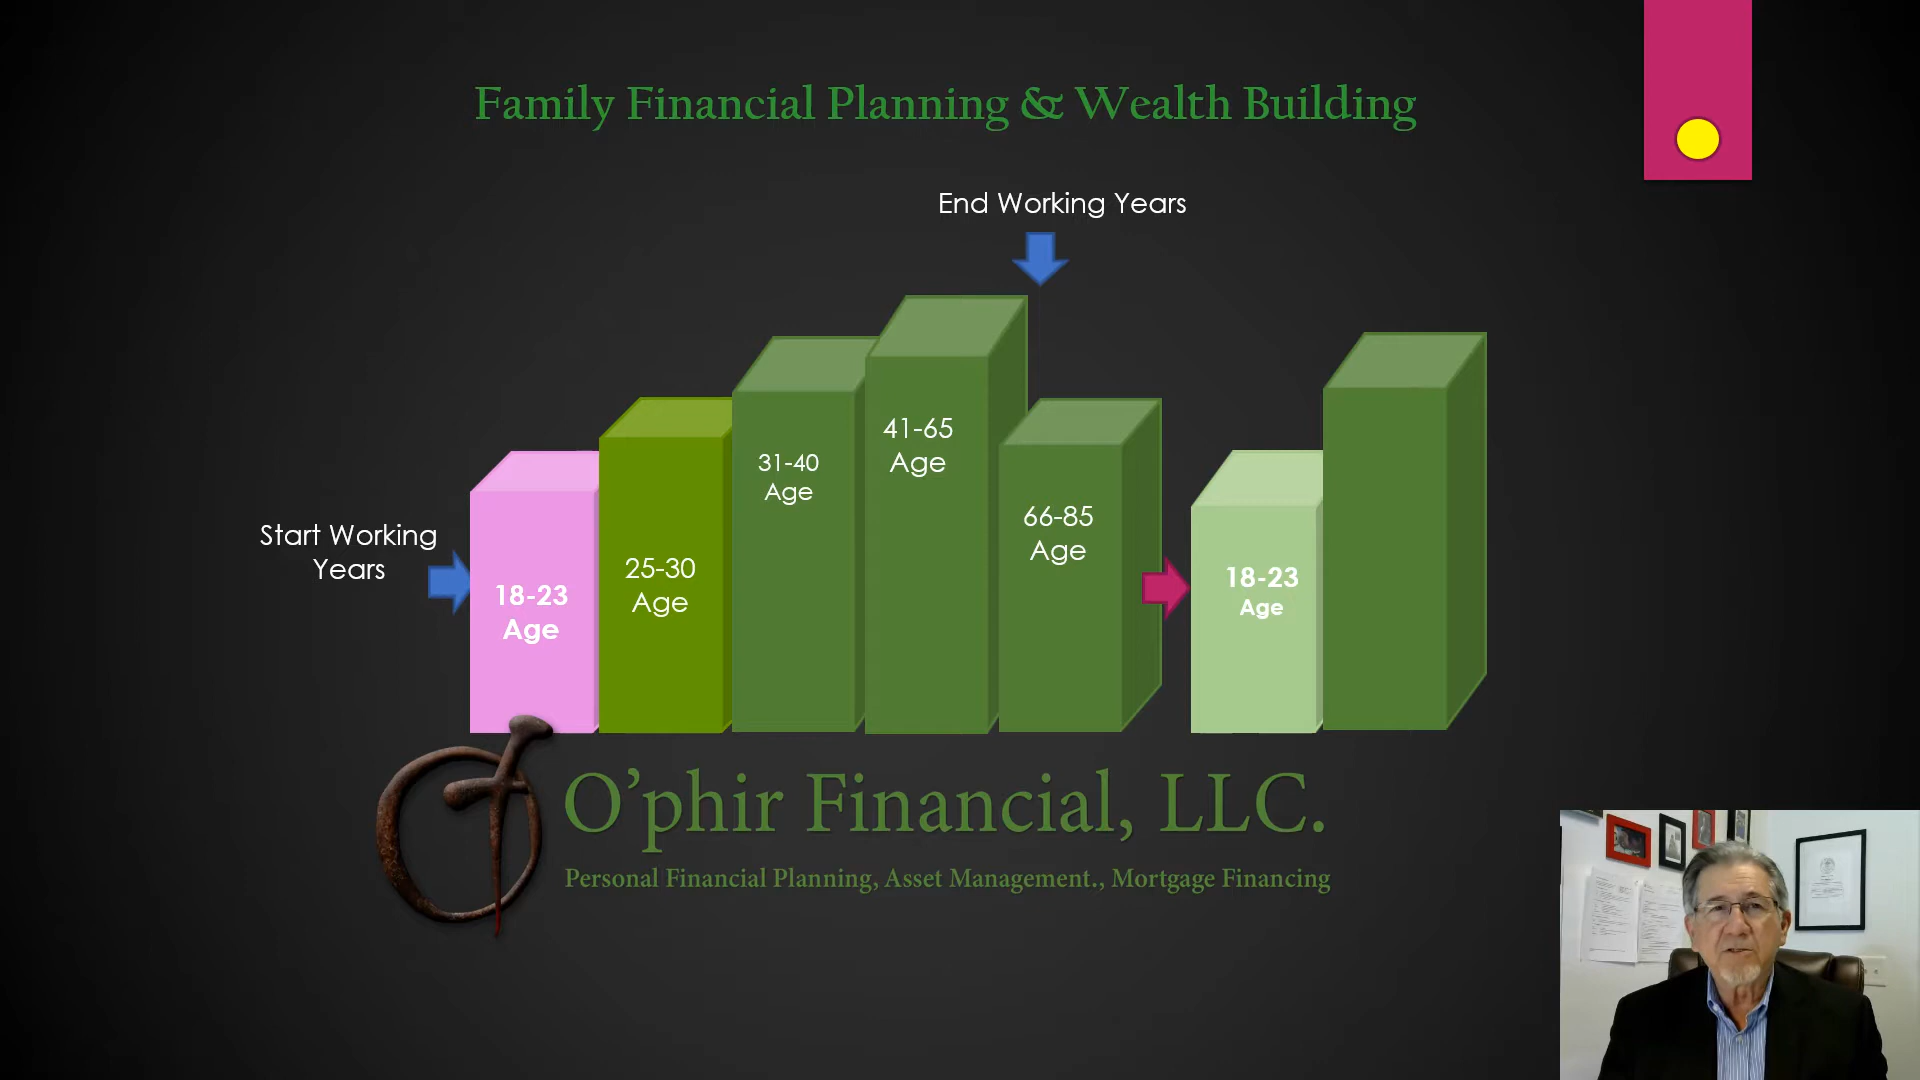 Family Financial Planning & Wealth Building
End Working Years
Start Working
Years
18-23
Age
25-30
Age
31-40
Age
41-65
Age
66-85
Age
18-23
Age
O’phir Financial, LLC.
Personal Financial Planning, Asset Management., Mortgage Financing